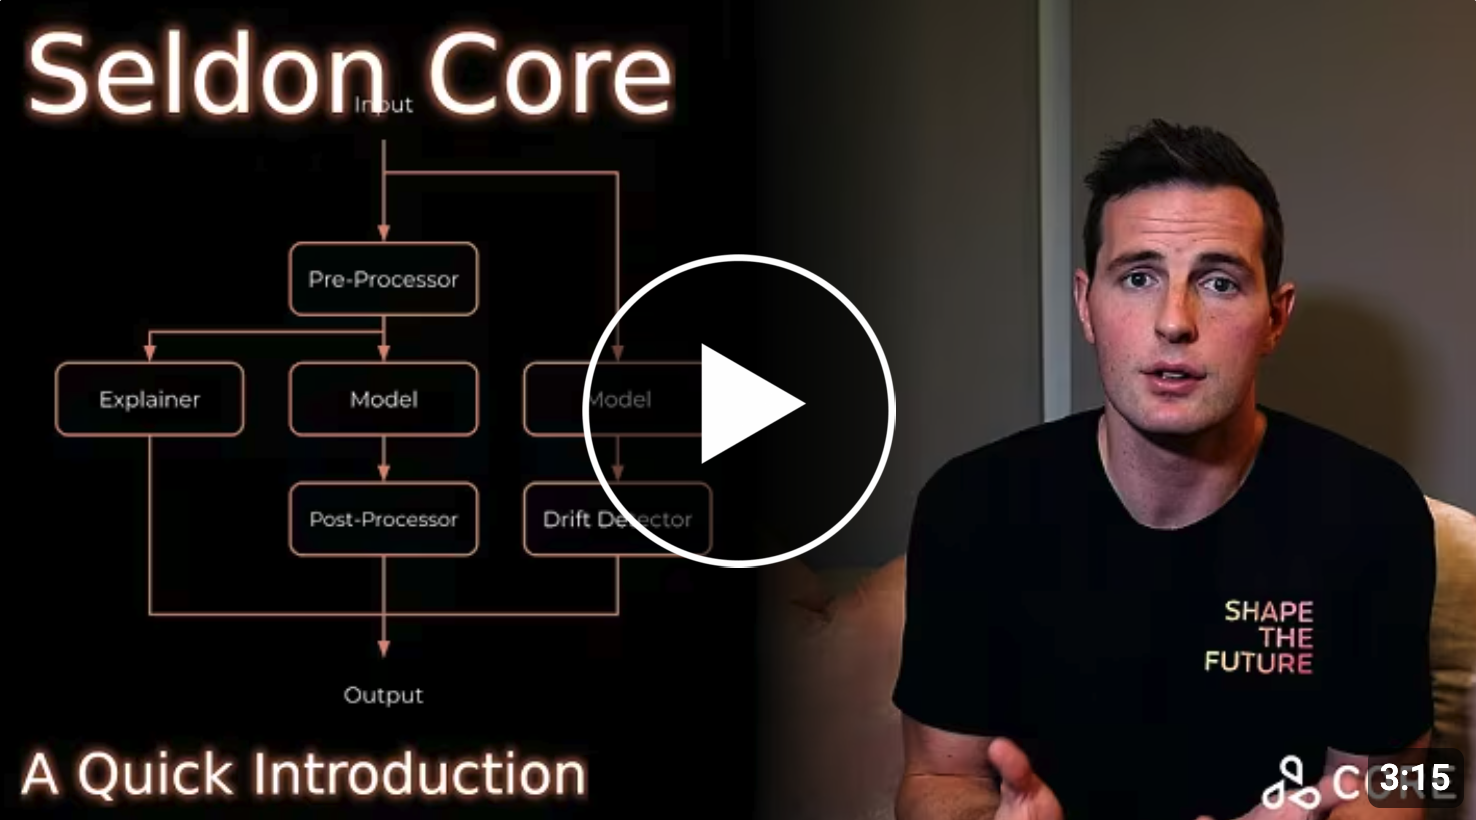 Seldon Core
Input
Pre-Processor
Explainer
Model
Model
Post-Processor
Drift Detector
Output
A Quick Introduction
SHAPE
THE
FUTURE
CORE
3:15